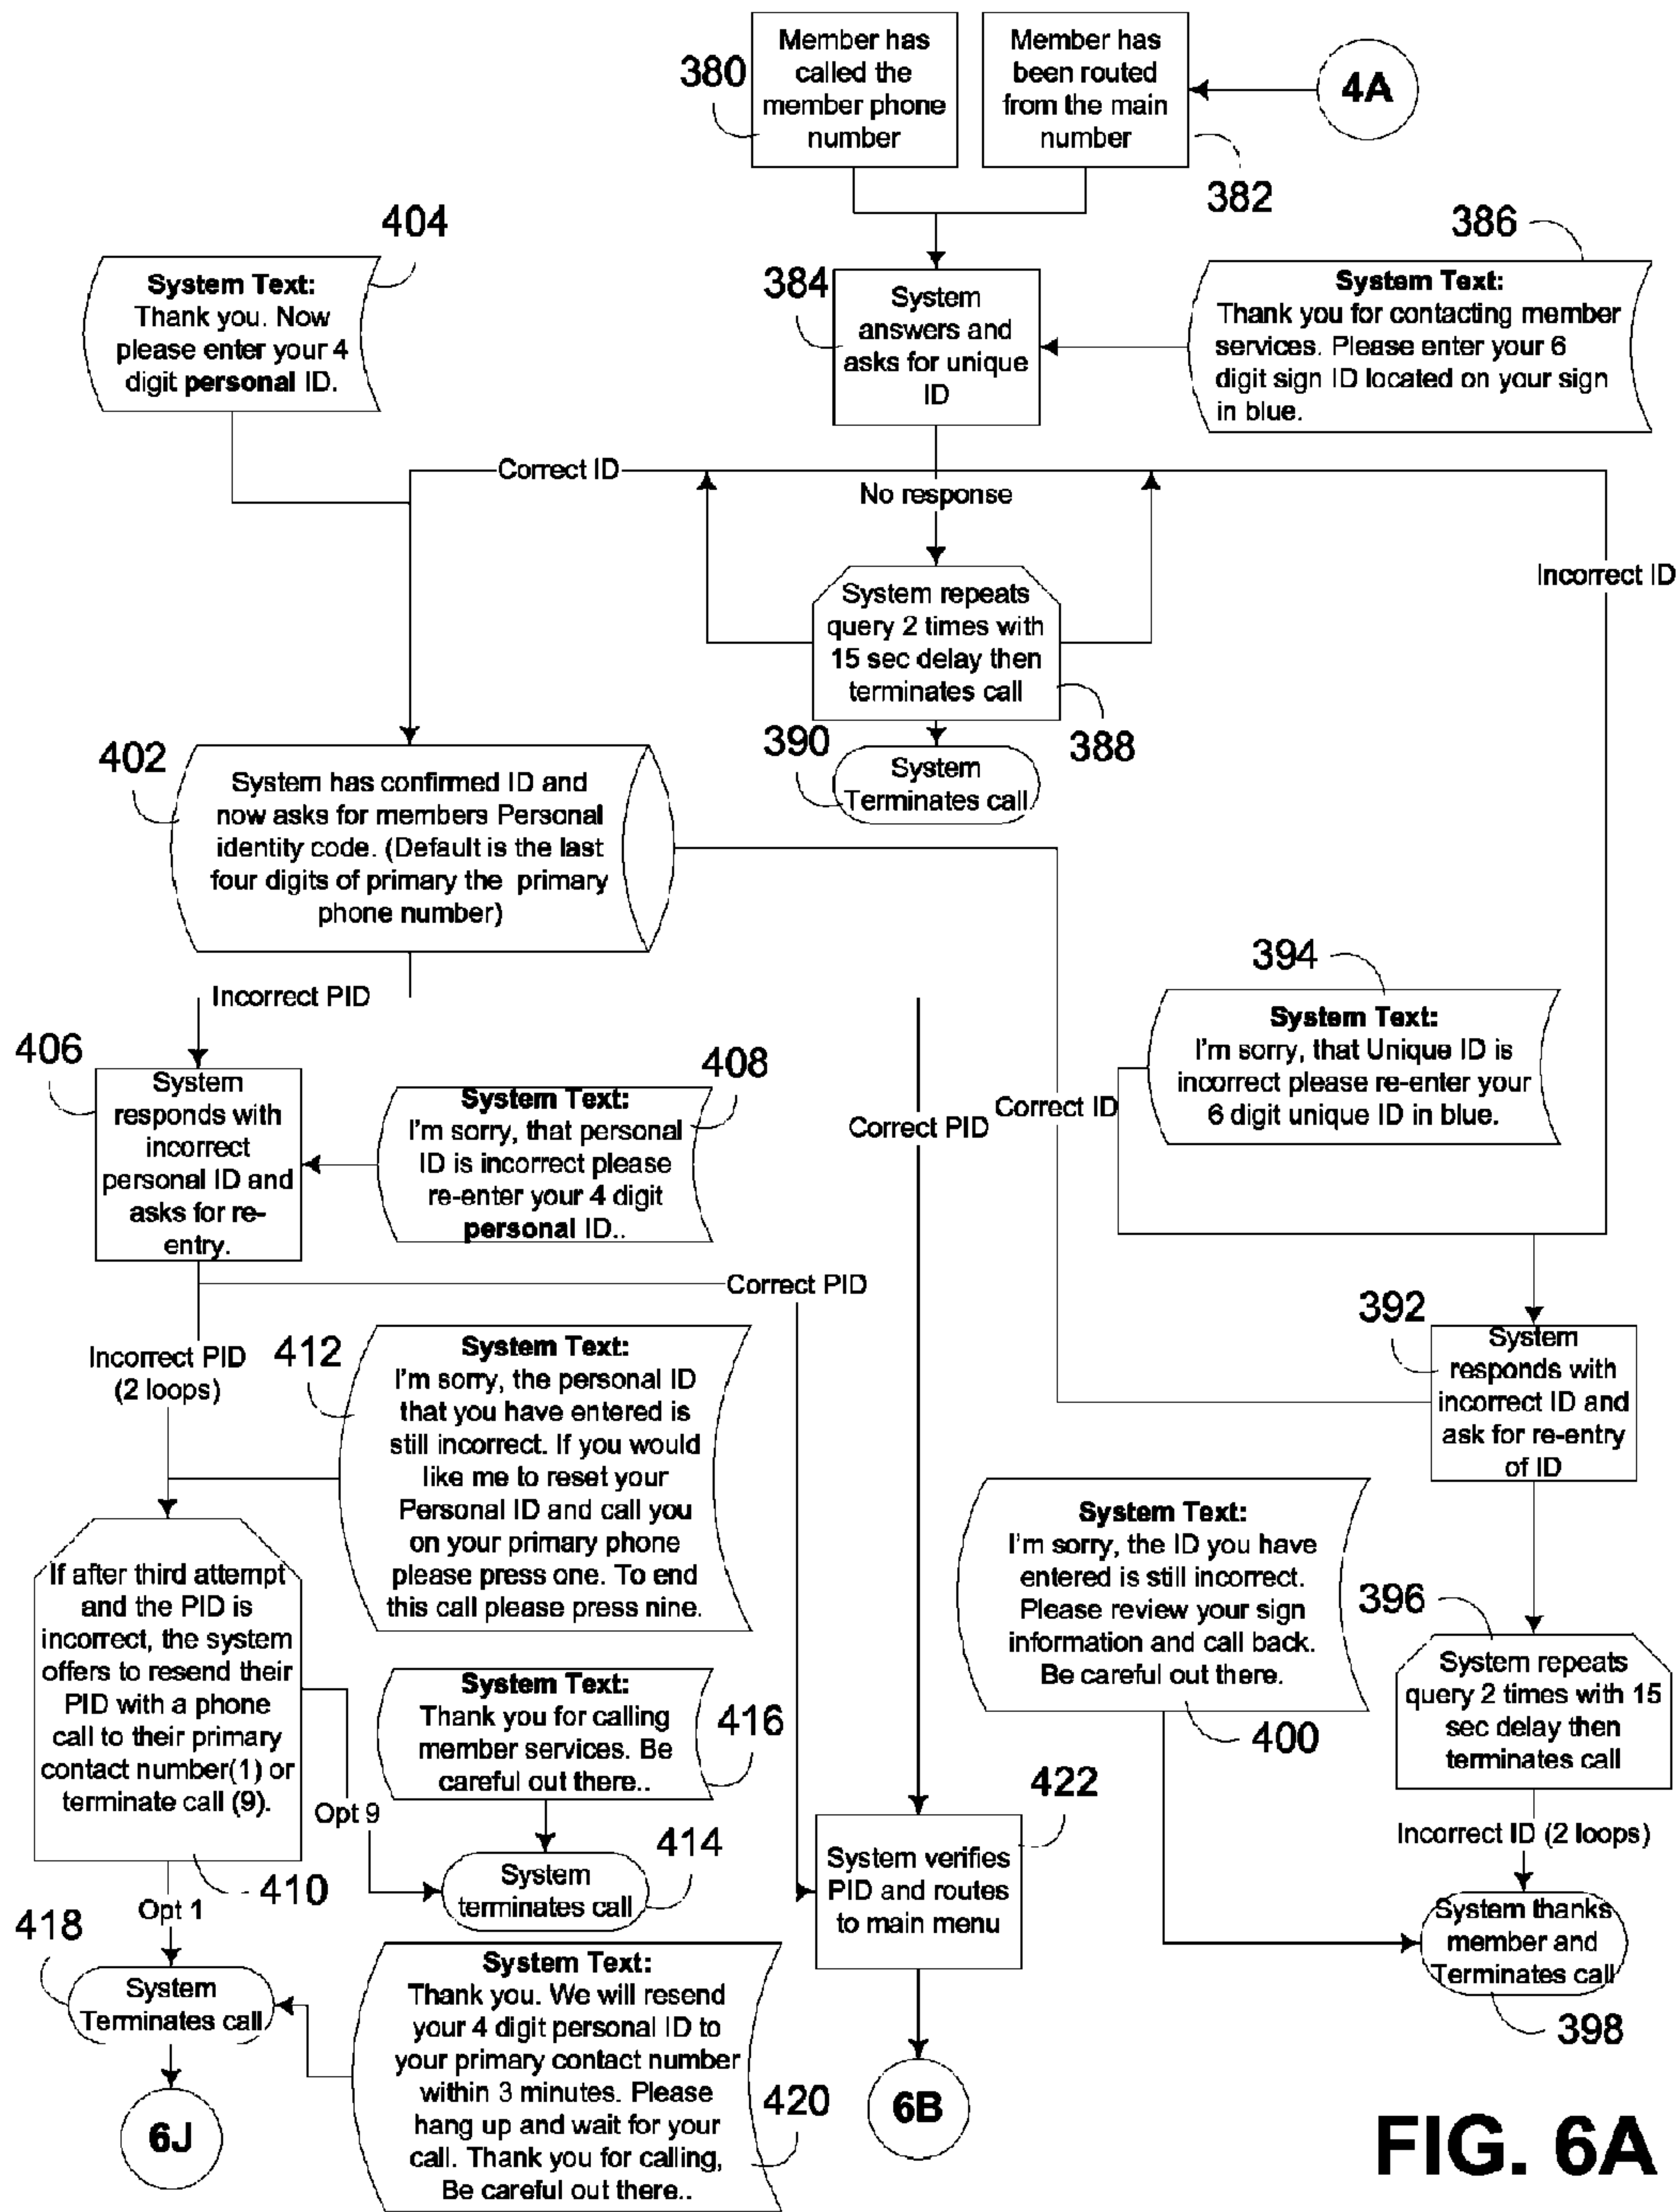 Member has
called the
member phone
number
380
Member has
been routed
from the main
number
382
4A
404
System Text:
Thank you. Now
please enter your 4
digit personal ID.
384
System
answers and
asks for unique
ID
386
System Text:
Thank you for contacting member
services. Please enter your 6
digit sign ID located on your sign
in blue.
Correct ID
No response
Incorrect ID
System repeats
query 2 times with
15 sec delay then
terminates call
388
390
System
Terminates call
402
System has confirmed ID and
now asks for members Personal
identity code. (Default is the last
four digits of primary the primary
phone number)
Incorrect PID
394
System Text:
I'm sorry, that Unique ID is
incorrect please re-enter your
6 digit unique ID in blue.
406
System
responds with
incorrect
personal ID and
asks for re-
entry.
408
System Text:
I'm sorry, that personal
ID is incorrect please
re-enter your 4 digit
personal ID..
Correct PID
Correct ID
Correct PID
392
System
responds with
incorrect ID and
ask for re-entry
of ID
Incorrect PID
(2 loops)
412
System Text:
I'm sorry, the personal ID
that you have entered is
still incorrect. If you would
like me to reset your
Personal ID and call you
on your primary phone
please press one. To end
this call please press nine.
System Text:
I'm sorry, the ID you have
entered is still incorrect.
Please review your sign
information and call back.
Be careful out there.
400
396
System repeats
query 2 times with 15
sec delay then
terminates call
If after third attempt
and the PID is
incorrect, the system
offers to resend their
PID with a phone
call to their primary
contact number(1) or
terminate call (9).
410
System Text:
Thank you for calling
member services. Be
careful out there..
416
Opt 9
414
System
terminates call
422
System verifies
PID and routes
to main menu
Incorrect ID (2 loops)
System thanks
member and
Terminates call
398
Opt 1
418
System
Terminates call
System Text:
Thank you. We will resend
your 4 digit personal ID to
your primary contact number
within 3 minutes. Please
hang up and wait for your
call. Thank you for calling,
Be careful out there..
420
6J
6B
FIG. 6A